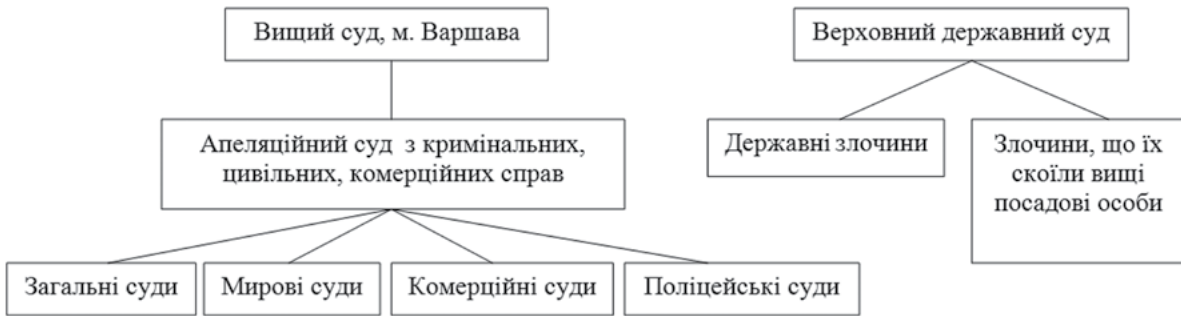 Вищий суд, м. Варшава
Верховний державний суд
Апеляційний суд з кримінальних,
цивільних, комерційних справ
Державні злочини
Злочини, що їх
скоїли вищі
посадові особи
Загальні суди
Мирові суди
Комерційні суди
Поліцейські суди